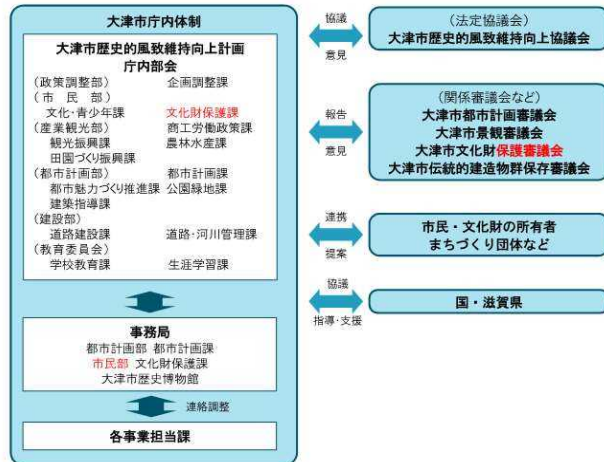 大津市庁内体制
大津市歴史的風致維持向上計画
庁内部会
（政策調整部） 企画調整課
（市 民 部）
文化・青少年課 文化財保護課
（産業観光部） 商工労働政策課
観光振興課 農林水産課
田園づくり振興課
（都市計画部） 都市計画課
都市魅力づくり推進課 公園緑地課
建築指導課
（建設部）
道路建設課 道路・河川管理課
（教育委員会）
学校教育課 生涯学習課
事務局
都市計画部 都市計画課
市民部 文化財保護課
大津市歴史博物館
連絡調整
各事業担当課
協議
意見
（法定協議会）
大津市歴史的風致維持向上協議会
報告
意見
（関係審議会など）
大津市都市計画審議会
大津市景観審議会
大津市文化財保護審議会
大津市伝統的建造物群保存審議会
連携
提案
市民・文化財の所有者
まちづくり団体など
協議
指導・支援
国・滋賀県